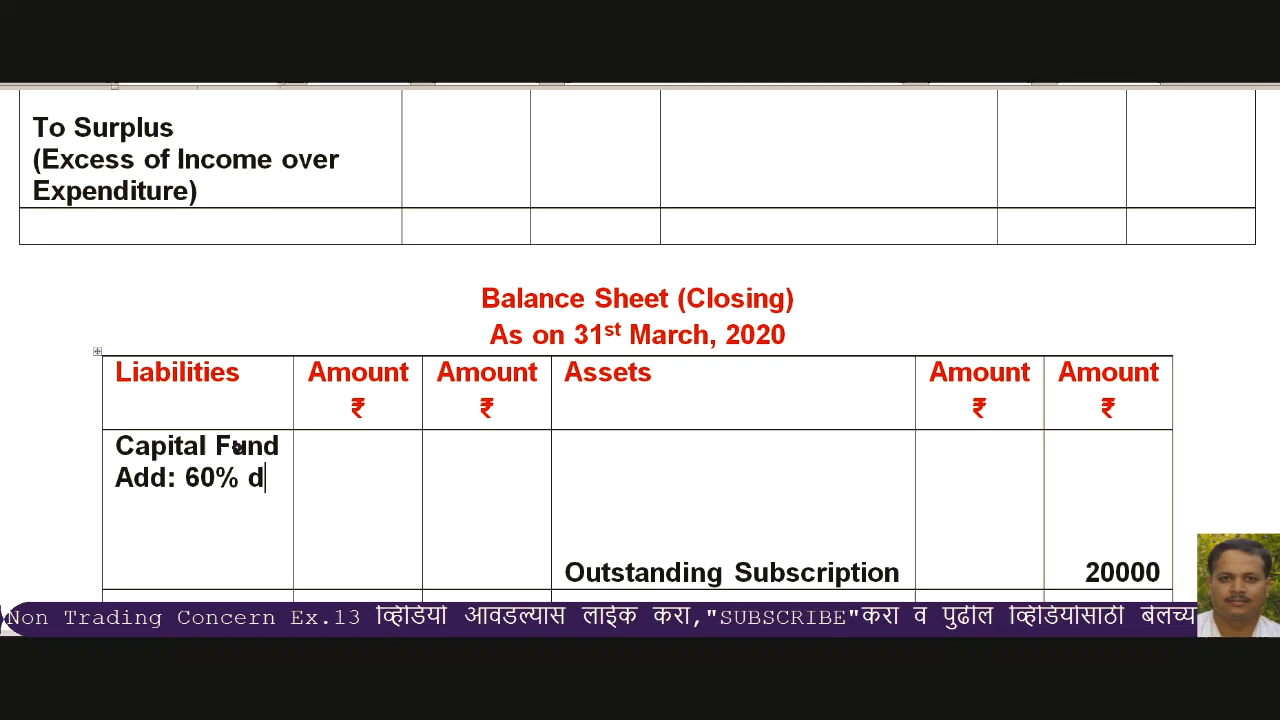 To Surplus
(Excess of Income over
Expenditure)
Balance Sheet (Closing)
As on 31st March, 2020
Liabilities Amount ₹ Amount ₹ Assets Amount ₹ Amount ₹
Capital Fund
Add: 60% d
Outstanding Subscription 20000
Non Trading Concern Ex.13 व्हिडियो आवडल्यास लाईक करा,"SUBSCRIBE"करा व पुढील व्हिडियोसाठी बेलच्य